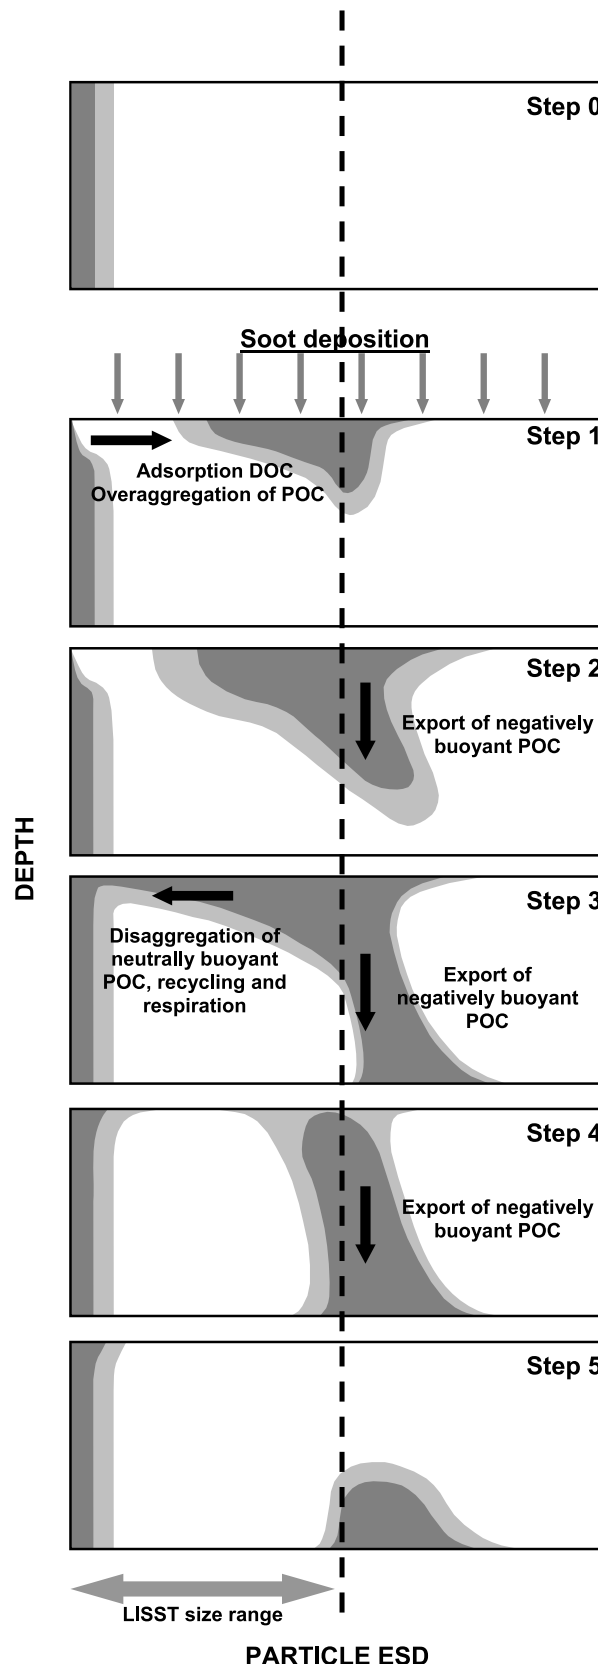 Step 0
Soot deposition
Step 1
Adsorption DOC
Overaggregation of POC
Step 2
Export of negatively
buoyant POC
DEPTH
Step 3
Disaggregation of
neutrally buoyant
POC, recycling and
respiration
Export of
negatively buoyant
POC
Step 4
Export of negatively
buoyant POC
Step 5
LISST size range
PARTICLE ESD